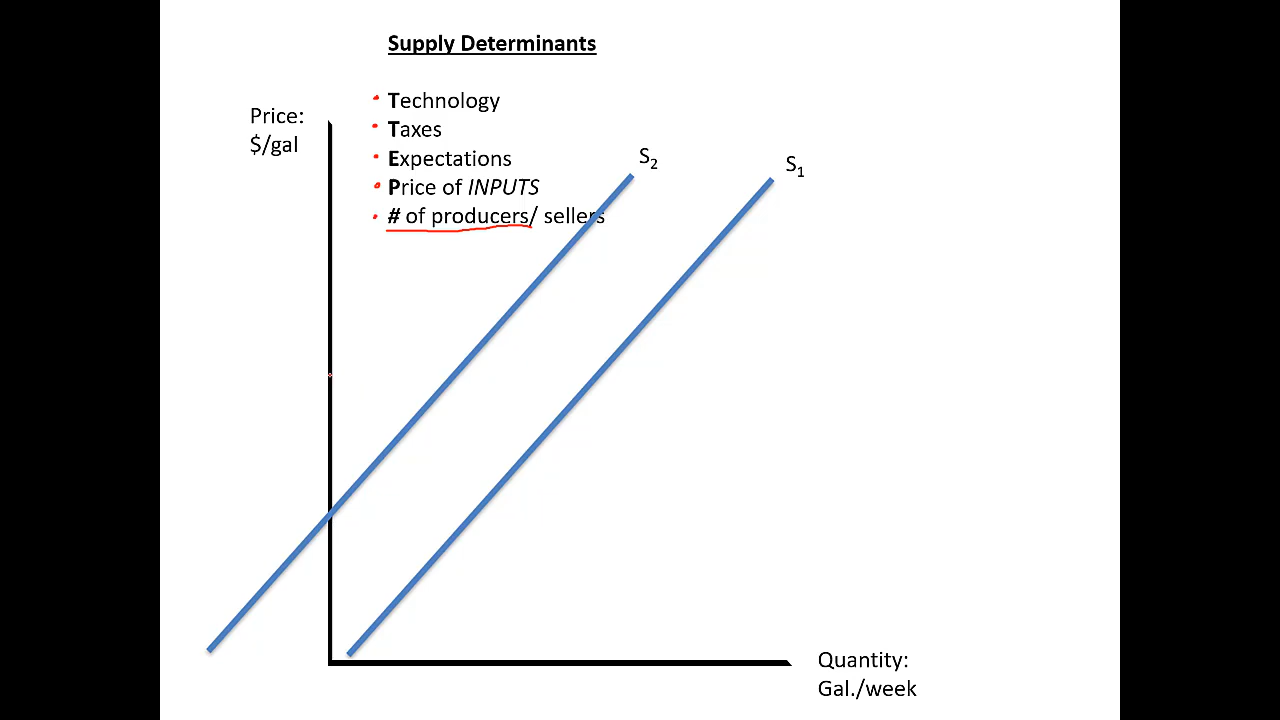 Supply Determinants
Price:
$/gal
• Technology
• Taxes
• Expectations
• Price of INPUTS
• # of producers/ sellers
S2
S1
Quantity:
Gal./week